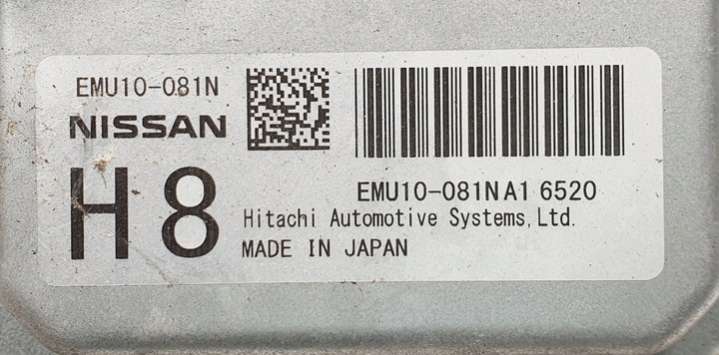 EMU10-081N
NISSAN
H8
EMU10-081NA1 6520
Hitachi Automotive Systems,Ltd.
MADE IN JAPAN